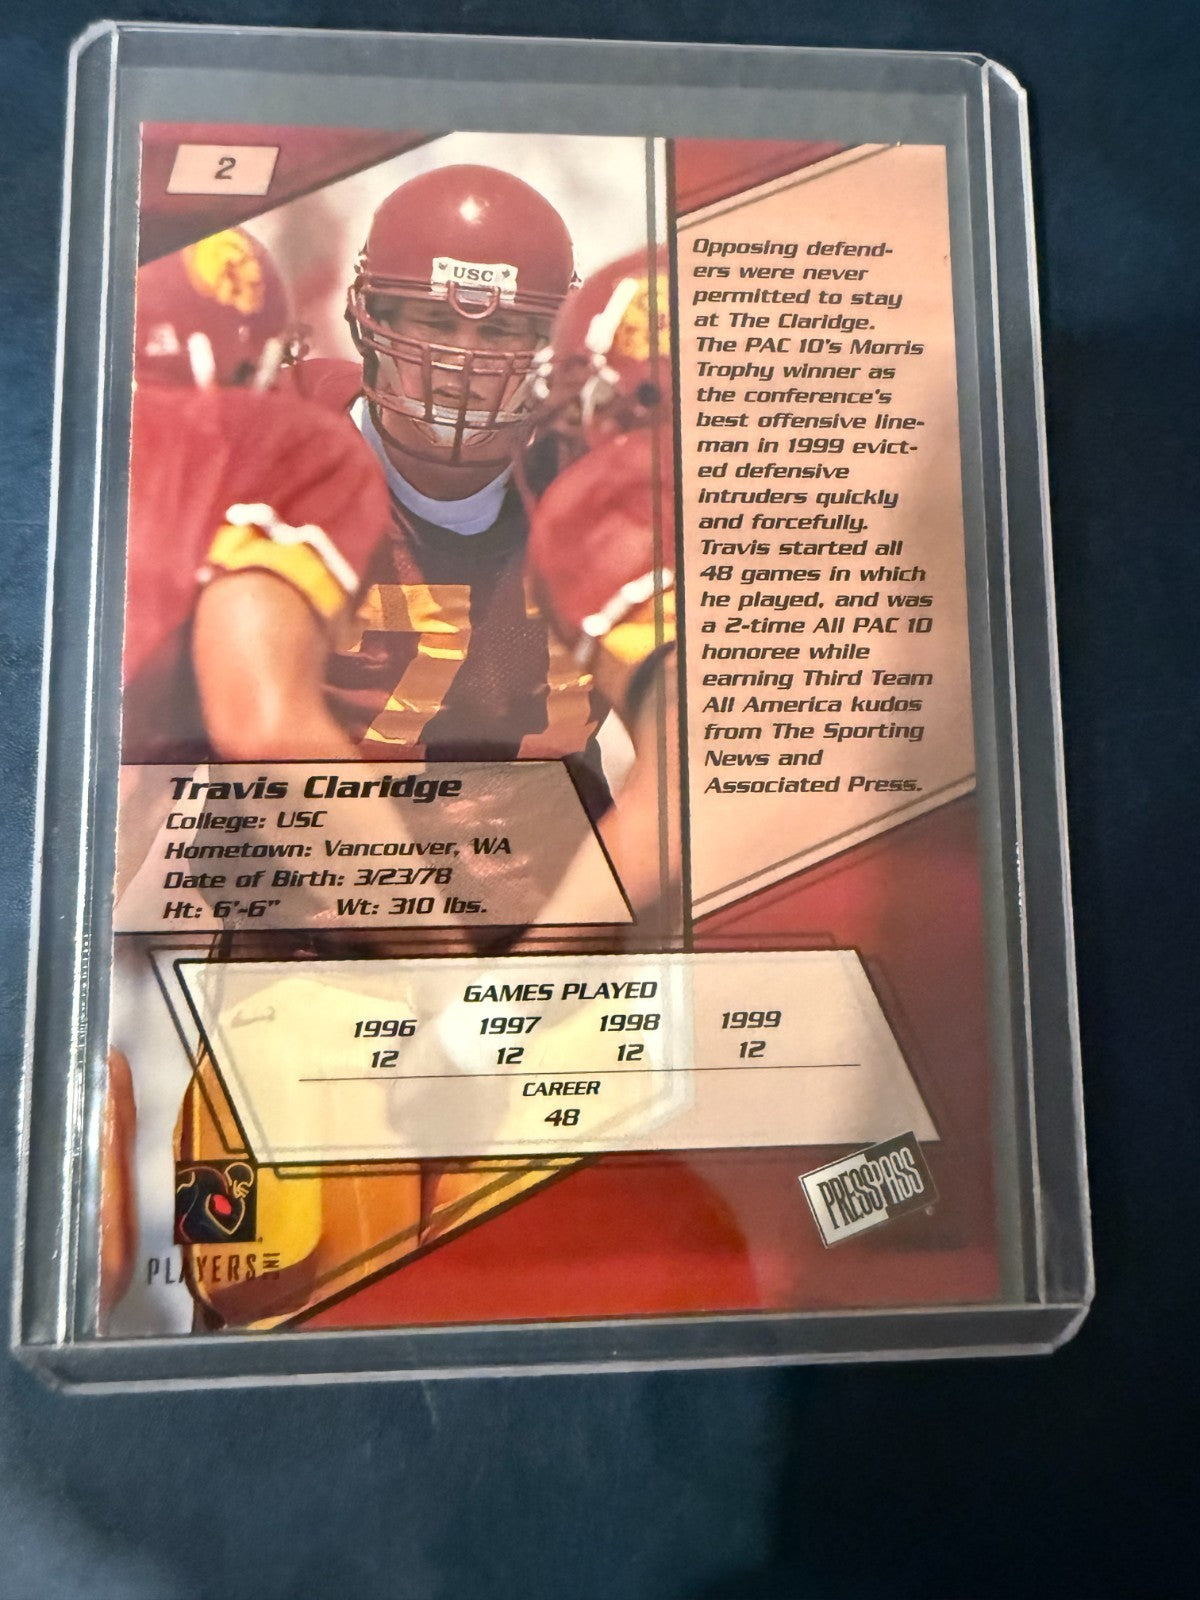 2
USC
Opposing defend-
ers were never
permitted to stay
at The Claridge.
The PAC 10's Morris
Trophy winner as
the conference's
best offensive line-
man in 1999 evict-
ed defensive
intruders quickly
and forcefully.
Travis started all
48 games in which
he played, and was
a 2-time All PAC 10
honoree while
earning Third Team
All America kudos
from The Sporting
News and
Associated Press.
Travis Claridge
College: USC
Hometown: Vancouver, WA
Date of Birth: 3/23/78
Ht: 6'-6" Wt: 310 lbs.
GAMES PLAYED
1996 1997 1998 1999
12 12 12 12
CAREER
48
PRESS PASS
PLAYERS INC